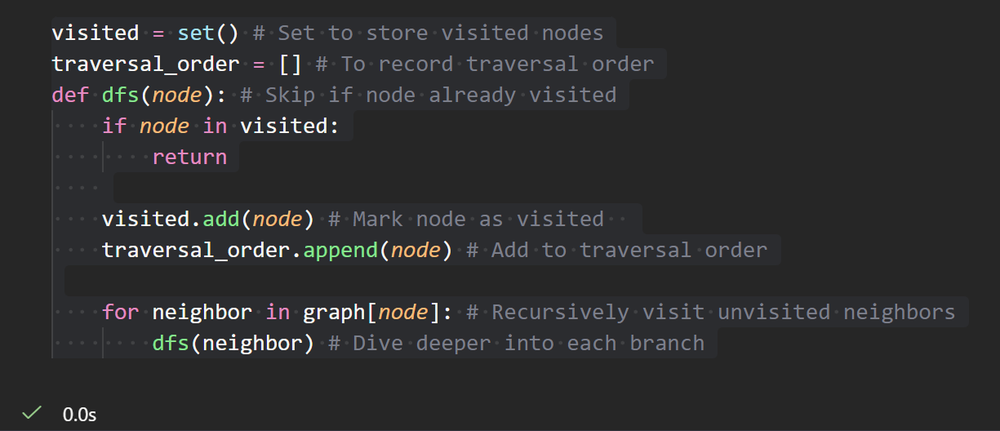 visited = set() # Set to store visited nodes
traversal_order = [] # To record traversal order
def dfs(node): # Skip if node already visited
    if node in visited:
        return
    visited.add(node) # Mark node as visited
    traversal_order.append(node) # Add to traversal order
    for neighbor in graph[node]: # Recursively visit unvisited neighbors
        dfs(neighbor) # Dive deeper into each branch
0.0s